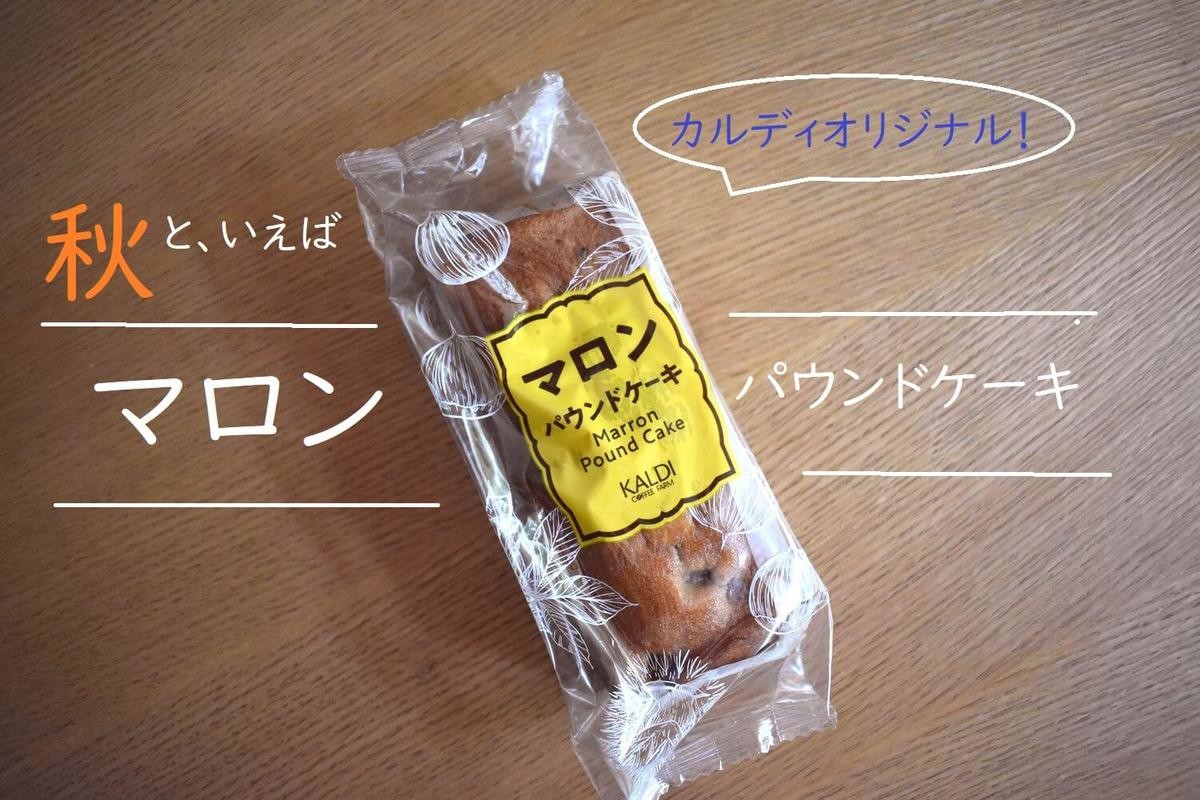 カルディオリジナル!
秋と、いえば
マロン
パウンドケーキ
マロン
パウンドケーキ
Marron
Pound Cake
KALDI
COFFEE FARM